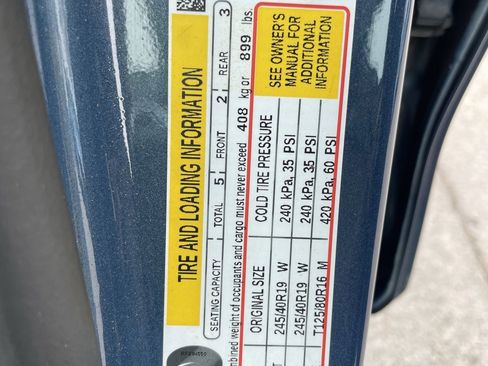 TIRE AND LOADING INFORMATION
SEATING CAPACITY TOTAL 5 FRONT 2 REAR 3
of occupants and cargo must never exceed 408 kg or 899 lbs.
ORIGINAL SIZE COLD TIRE PRESSURE
245/40R19 W 240 kPa, 35 PSI
245/40R19 W 240 kPa, 35 PSI
T125/80R16 M 420 kPa, 60 PSI
SEE OWNER'S
MANUAL FOR
ADDITIONAL
INFORMATION